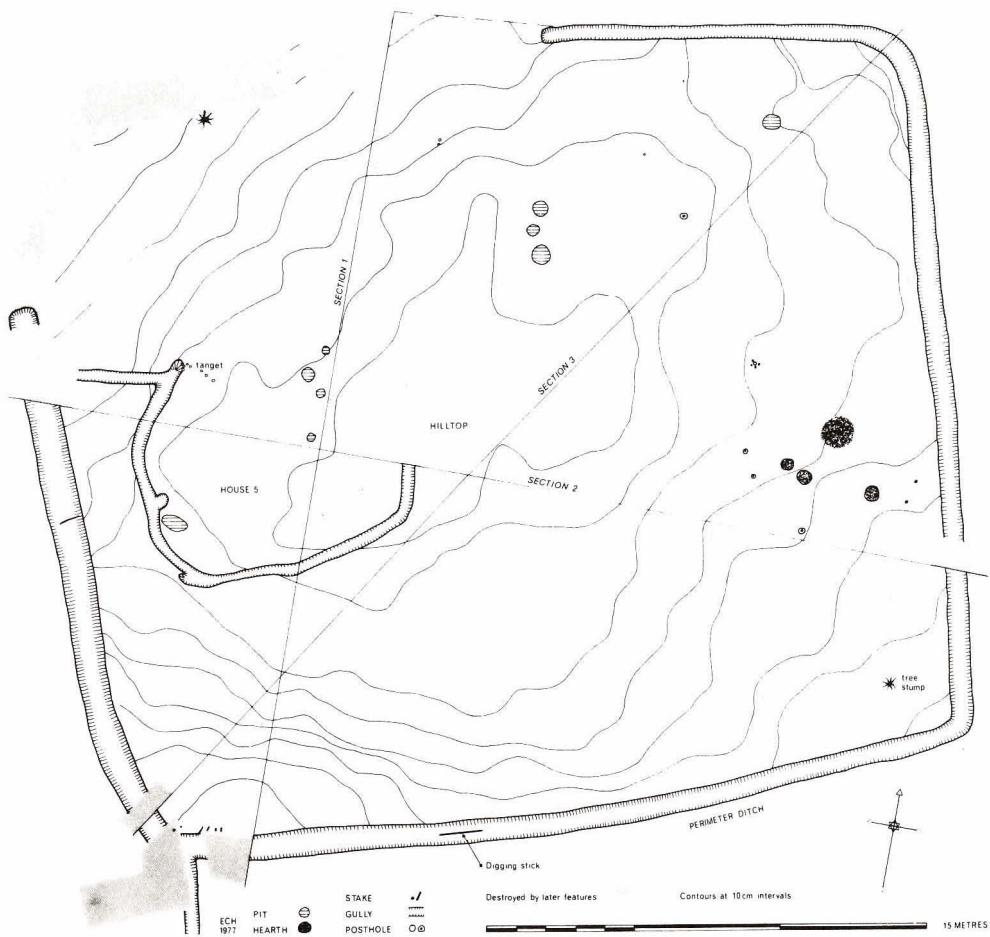 SECTION 1
tanget
SECTION 3
HILLTOP
SECTION 2
HOUSE 5
tree
stump
PERIMETER DITCH
Digging stick
ECH
1977
PIT
HEARTH
STAKE
GULLY
POSTHOLE
Destroyed by later features
Contours at 10cm intervals
15 METRES